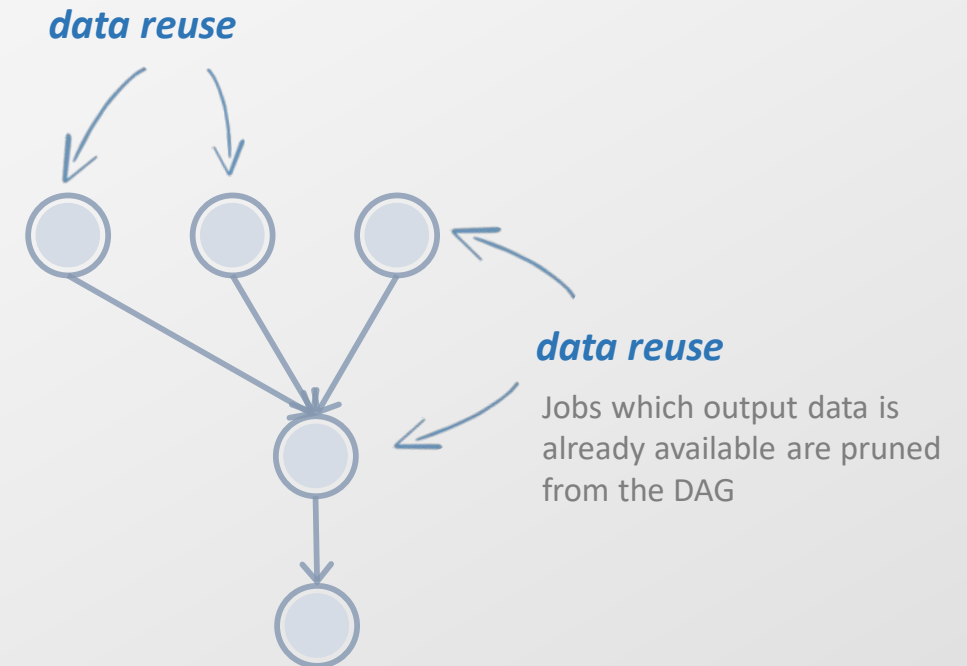 data reuse
data reuse
Jobs which output data is
already available are pruned
from the DAG